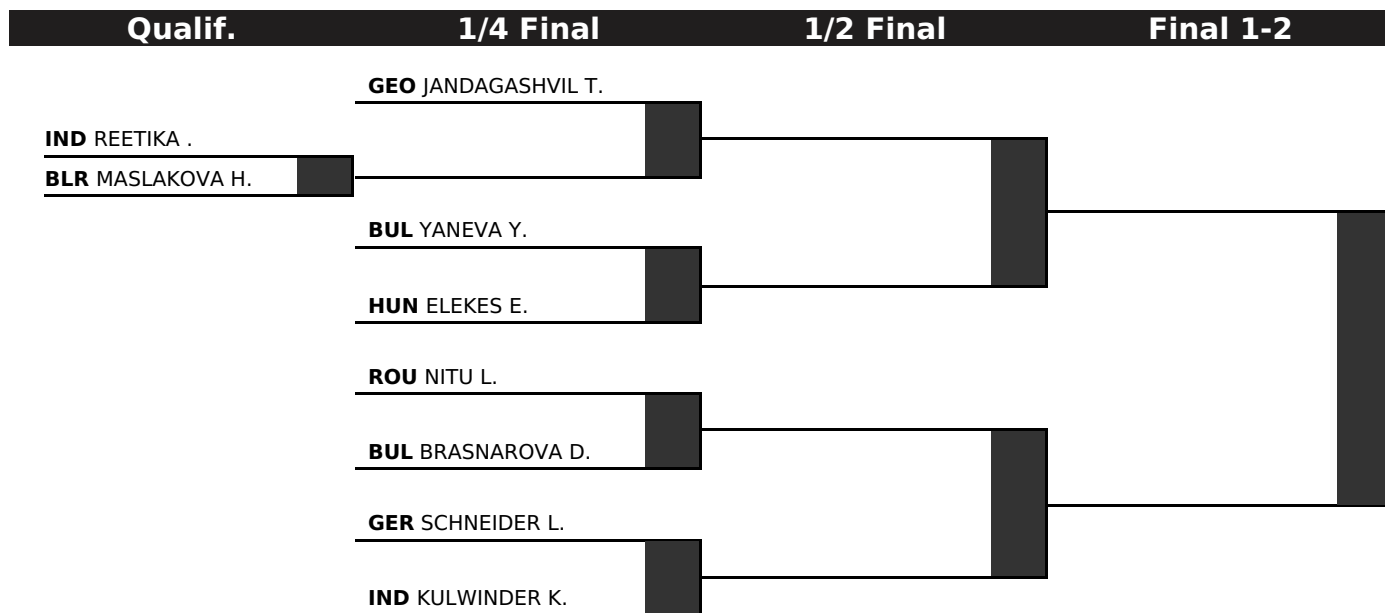 Qualif. 1/4 Final 1/2 Final Final 1-2
GEO JANDAGASHVIL T.
IND REETIKA .
BLR MASLAKOVA H.
BUL YANEVA Y.
HUN ELEKES E.
ROU NITU L.
BUL BRASNAROVA D.
GER SCHNEIDER L.
IND KULWINDER K.